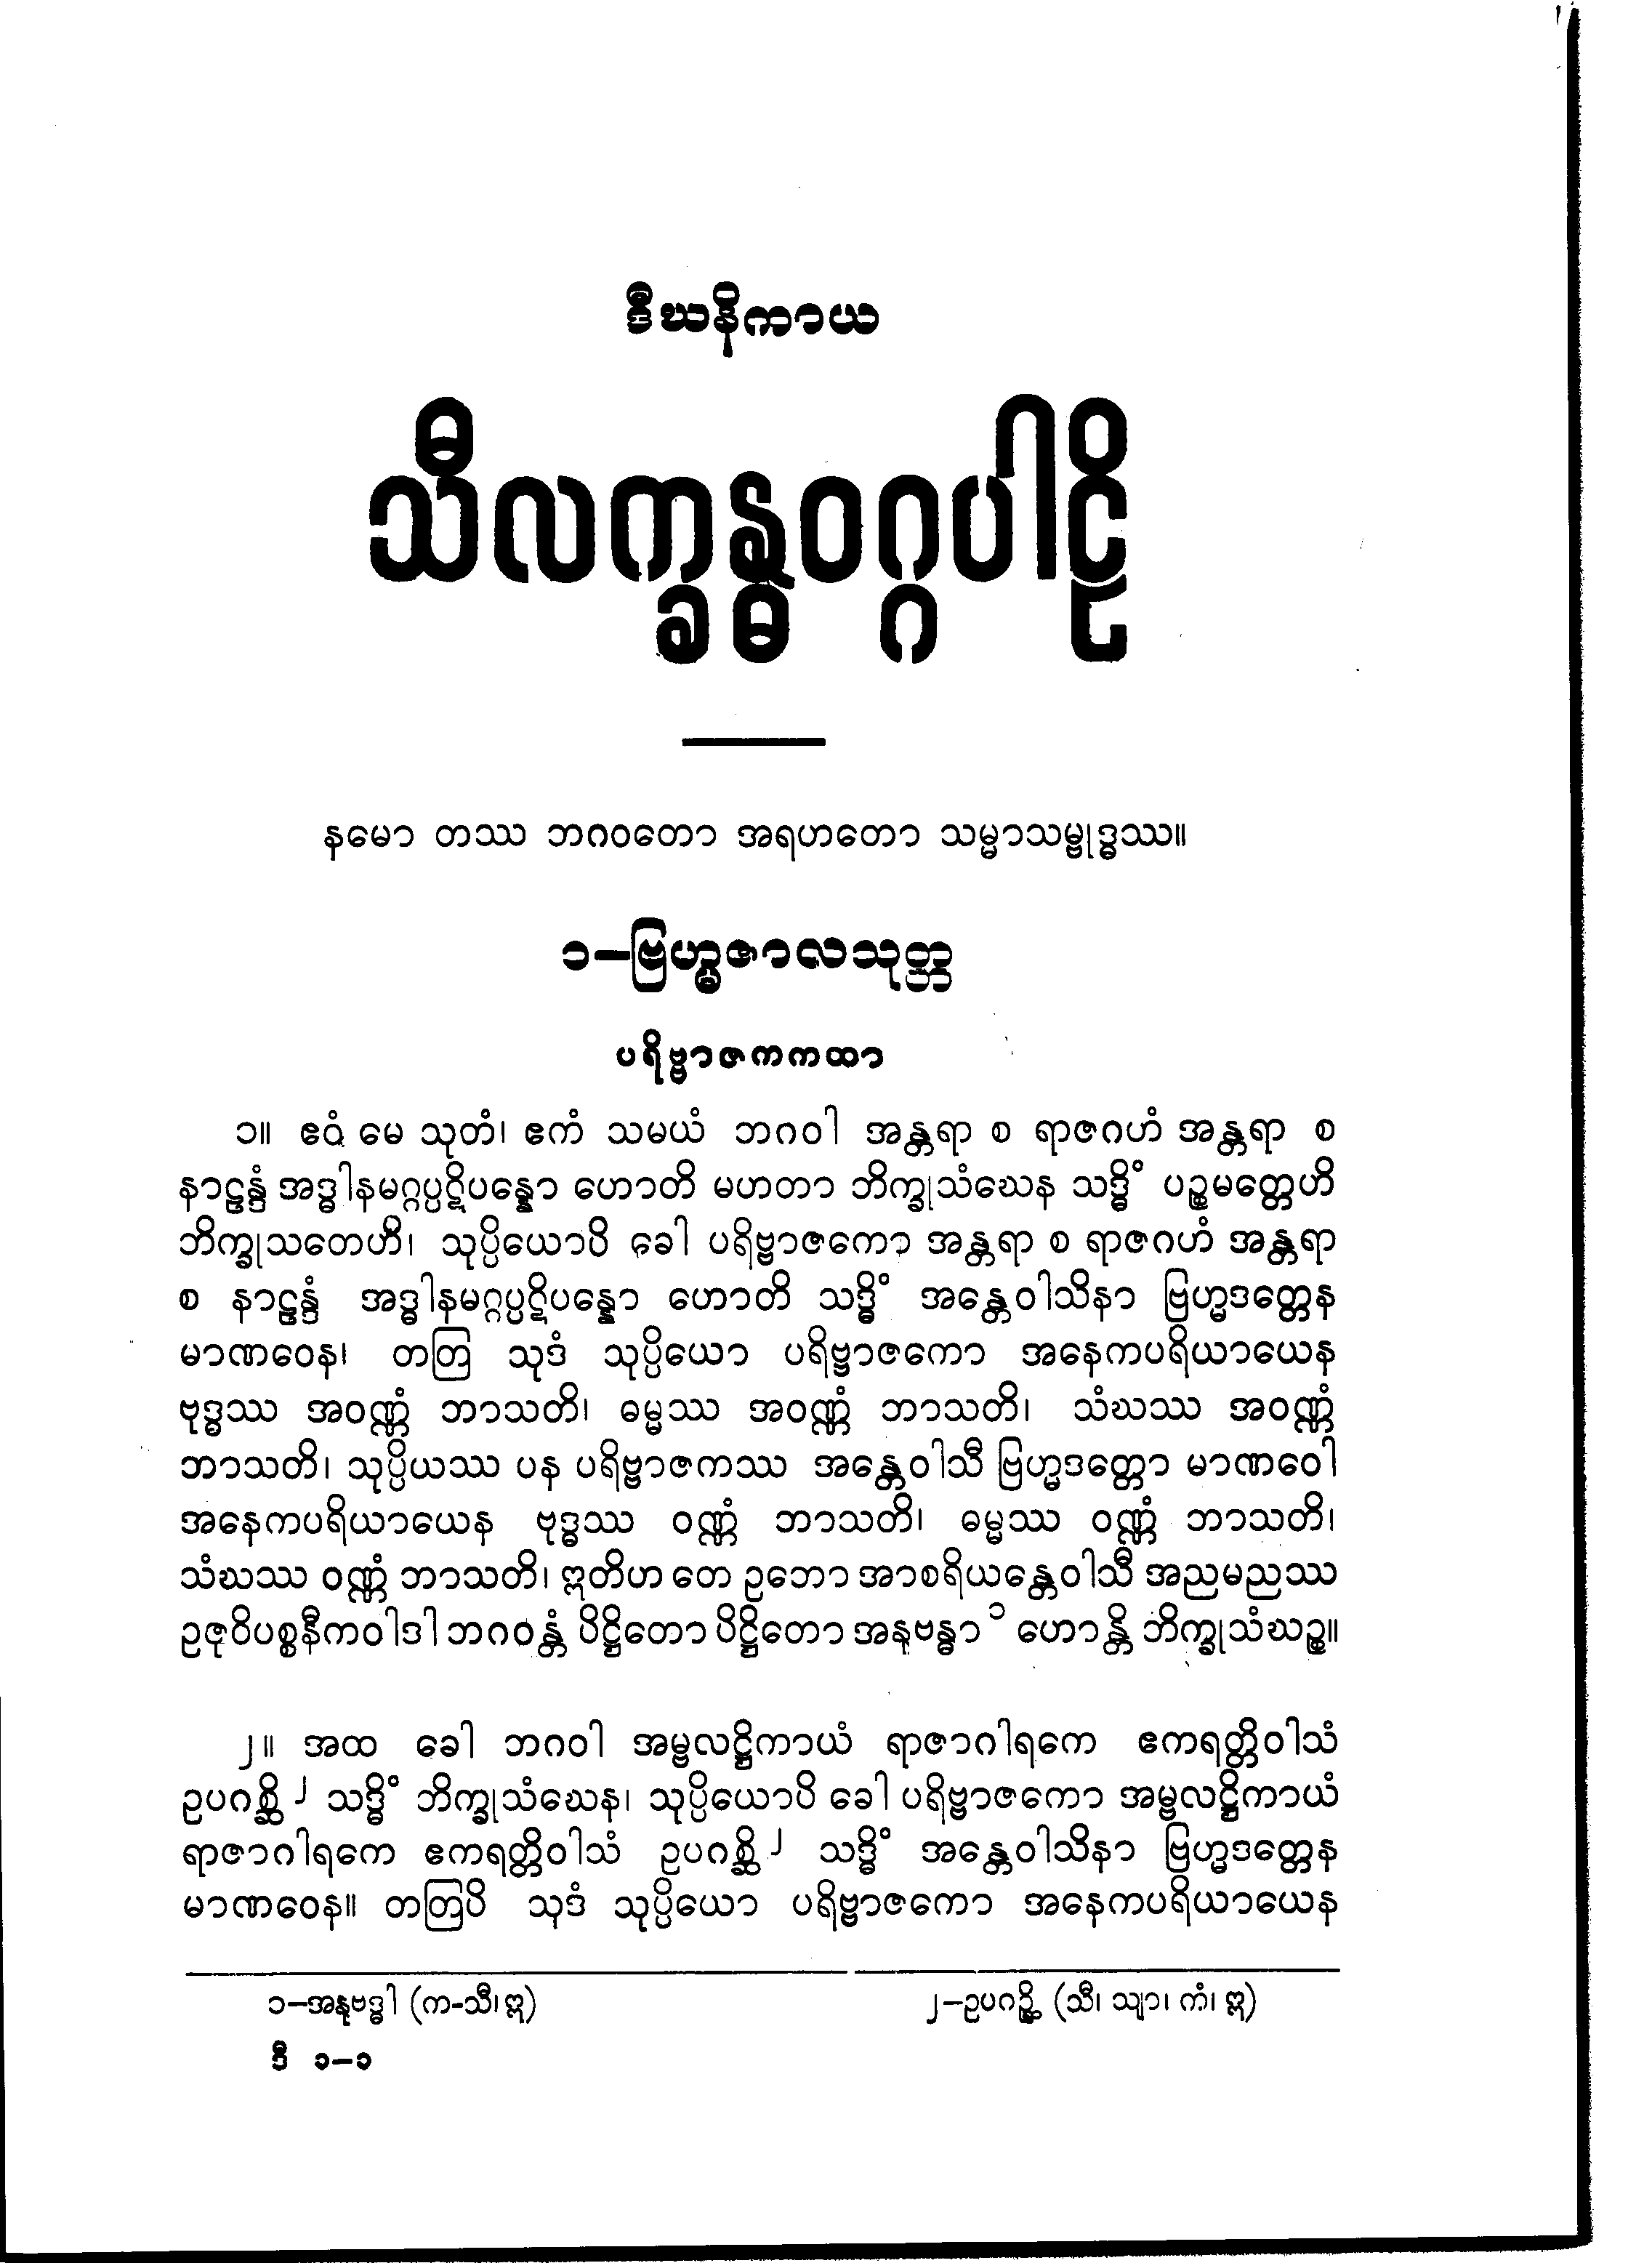 ဒီဃနိကာယ
သီလက္ခန္ဓဝဂ္ဂပါဠိ
နမော တဿ ဘဂဝတော အရဟတော သမ္မာသမ္ဗုဒ္ဓဿ။
၁–ဗြဟ္မဇာလသုတ္တ
ပရိဗ္ဗာဇကကထာ
၁။ ဧဝံ မေ သုတံ၊ ဧကံ သမယံ ဘဂဝါ အန္တရာ စ ရာဇဂဟံ အန္တရာ စ
နာဠန္ဒံ အဒ္ဓါနမဂ္ဂပ္ပဋိပန္နော ဟောတိ မဟတာ ဘိက္ခုသံဃေန သဒ္ဓိံ ပဉ္စမတ္တေဟိ
ဘိက္ခုသတေဟိ၊ သုပ္ပိယောပိ ခေါ ပရိဗ္ဗာဇကော အန္တရာ စ ရာဇဂဟံ အန္တရာ
စ နာဠန္ဒံ အဒ္ဓါနမဂ္ဂပ္ပဋိပန္နော ဟောတိ သဒ္ဓိံ အန္တေဝါသိနာ ဗြဟ္မဒတ္တေန
မာဏဝေန၊ တတြ သုဒံ သုပ္ပိယော ပရိဗ္ဗာဇကော အနေကပရိယာယေန
ဗုဒ္ဓဿ အဝဏ္ဏံ ဘာသတိ၊ ဓမ္မဿ အဝဏ္ဏံ ဘာသတိ၊ သံဃဿ အဝဏ္ဏံ
ဘာသတိ၊ သုပ္ပိယဿ ပန ပရိဗ္ဗာဇကဿ အန္တေဝါသီ ဗြဟ္မဒတ္တော မာဏဝေါ
အနေကပရိယာယေန ဗုဒ္ဓဿ ဝဏ္ဏံ ဘာသတိ၊ ဓမ္မဿ ဝဏ္ဏံ ဘာသတိ၊
သံဃဿ ဝဏ္ဏံ ဘာသတိ၊ ဣတိဟ တေ ဥဘော အာစရိယန္တေဝါသီ အညမညဿ
ဥဇုဝိပစ္စနီကဝါဒါ ဘဂဝန္တံ ပိဋ္ဌိတော ပိဋ္ဌိတော အနုဗန္ဓာ ၁ ဟောန္တိ ဘိက္ခုသံဃဉ္စ။
၂။ အထ ခေါ ဘဂဝါ အမ္ဗလဋ္ဌိကာယံ ရာဇာဂါရကေ ဧကရတ္တိဝါသံ
ဥပဂစ္ဆိ ၂ သဒ္ဓိံ ဘိက္ခုသံဃေန၊ သုပ္ပိယောပိ ခေါ ပရိဗ္ဗာဇကော အမ္ဗလဋ္ဌိကာယံ
ရာဇာဂါရကေ ဧကရတ္တိဝါသံ ဥပဂစ္ဆိ ၂ သဒ္ဓိံ အန္တေဝါသိနာ ဗြဟ္မဒတ္တေန
မာဏဝေန။ တတြပိ သုဒံ သုပ္ပိယော ပရိဗ္ဗာဇကော အနေကပရိယာယေန
၁–အနုဗဒ္ဓါ (က-သီ၊ ဣ) ၂–ဥပဂဉ္ဆိ (သီ၊ သျာ၊ ကံ၊ ဣ)
ဒီ ၁–၁